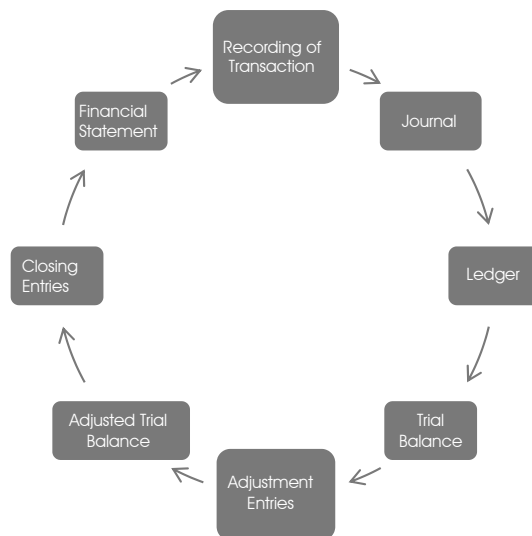 Recording of
Transaction
Journal
Ledger
Trial
Balance
Adjustment
Entries
Adjusted Trial
Balance
Closing
Entries
Financial
Statement